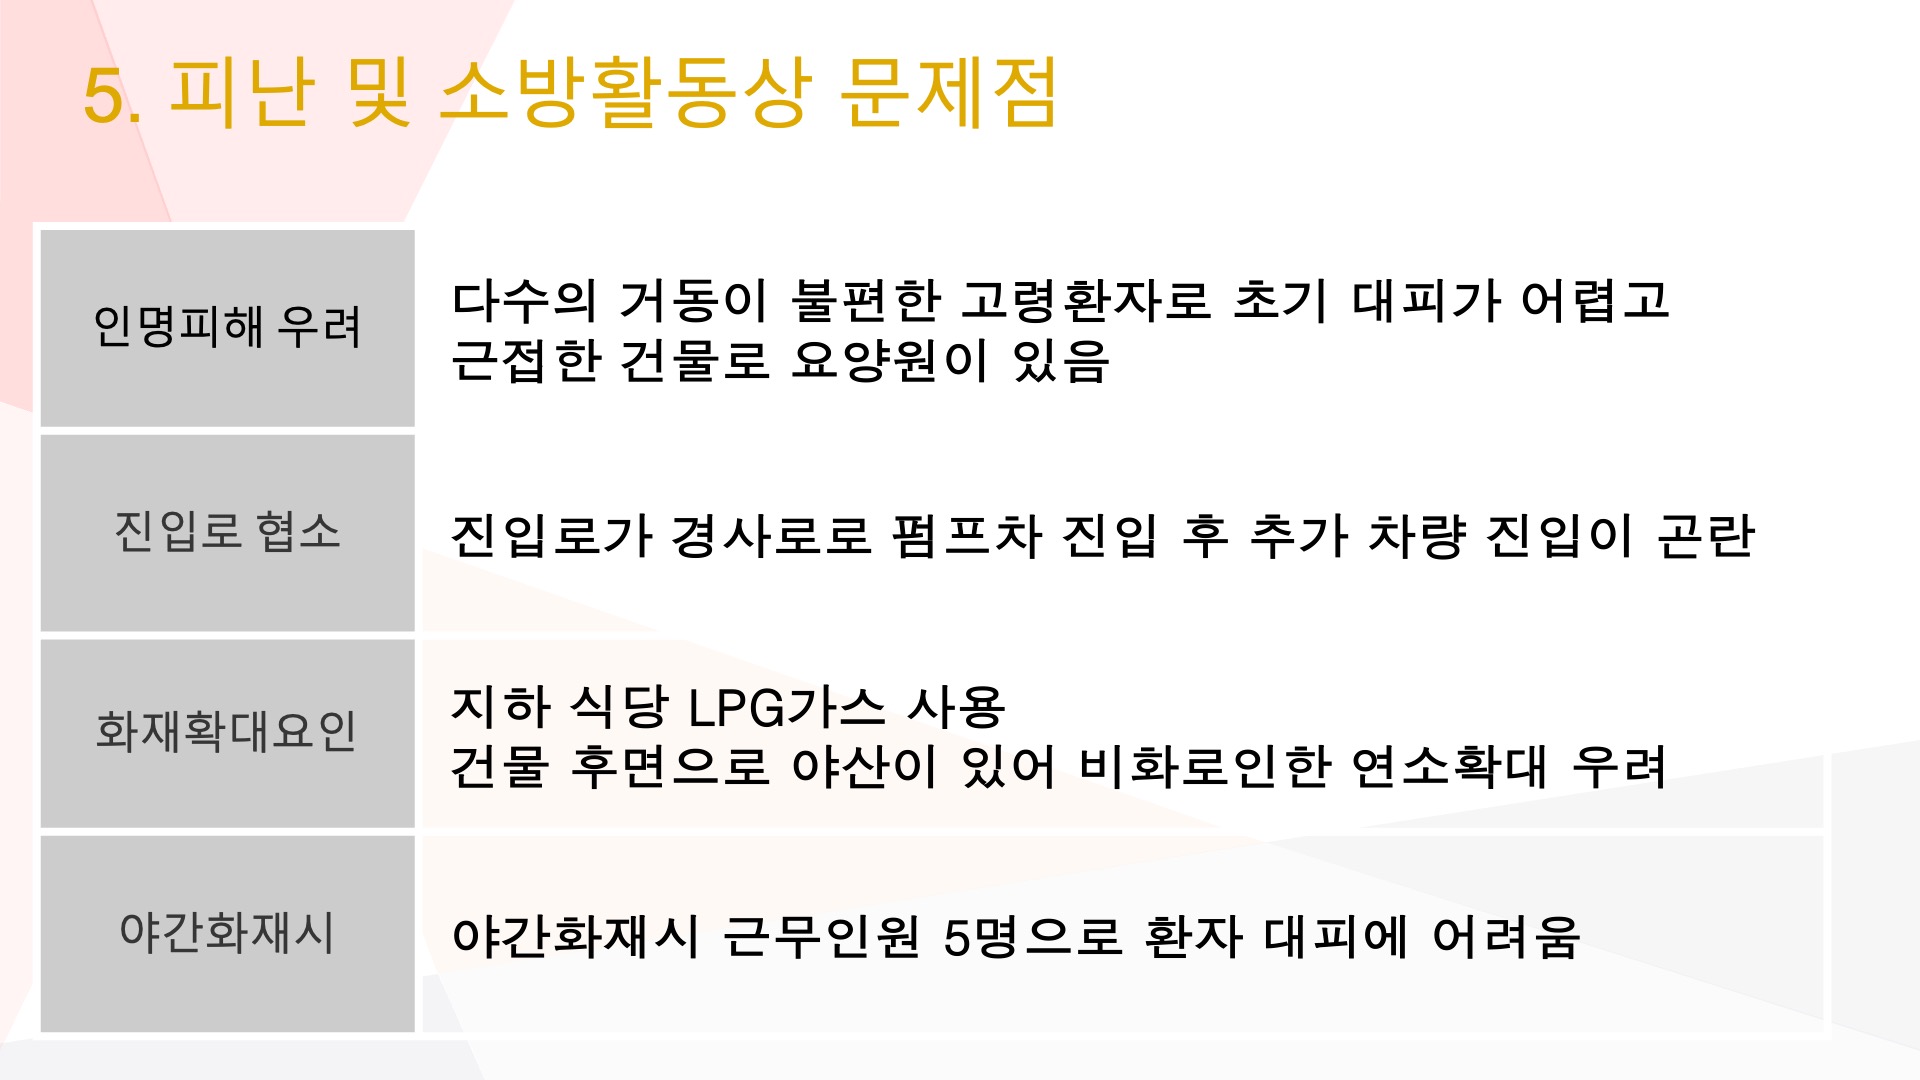 5. 피난 및 소방활동상 문제점
인명피해 우려
다수의 거동이 불편한 고령환자로 초기 대피가 어렵고
근접한 건물로 요양원이 있음
진입로 협소
진입로가 경사로로 펌프차 진입 후 추가 차량 진입이 곤란
화재확대요인
지하 식당 LPG가스 사용
건물 후면으로 야산이 있어 비화로인한 연소확대 우려
야간화재시
야간화재시 근무인원 5명으로 환자 대피에 어려움